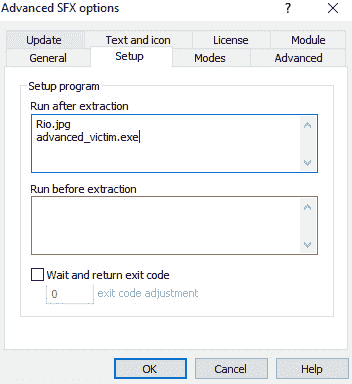 Advanced SFX options
?
Update Text and icon License Module
General Setup Modes Advanced
Setup program
Run after extraction
Rio.jpg
advanced_victim.exe
Run before extraction
Wait and return exit code
0 exit code adjustment
OK Cancel Help